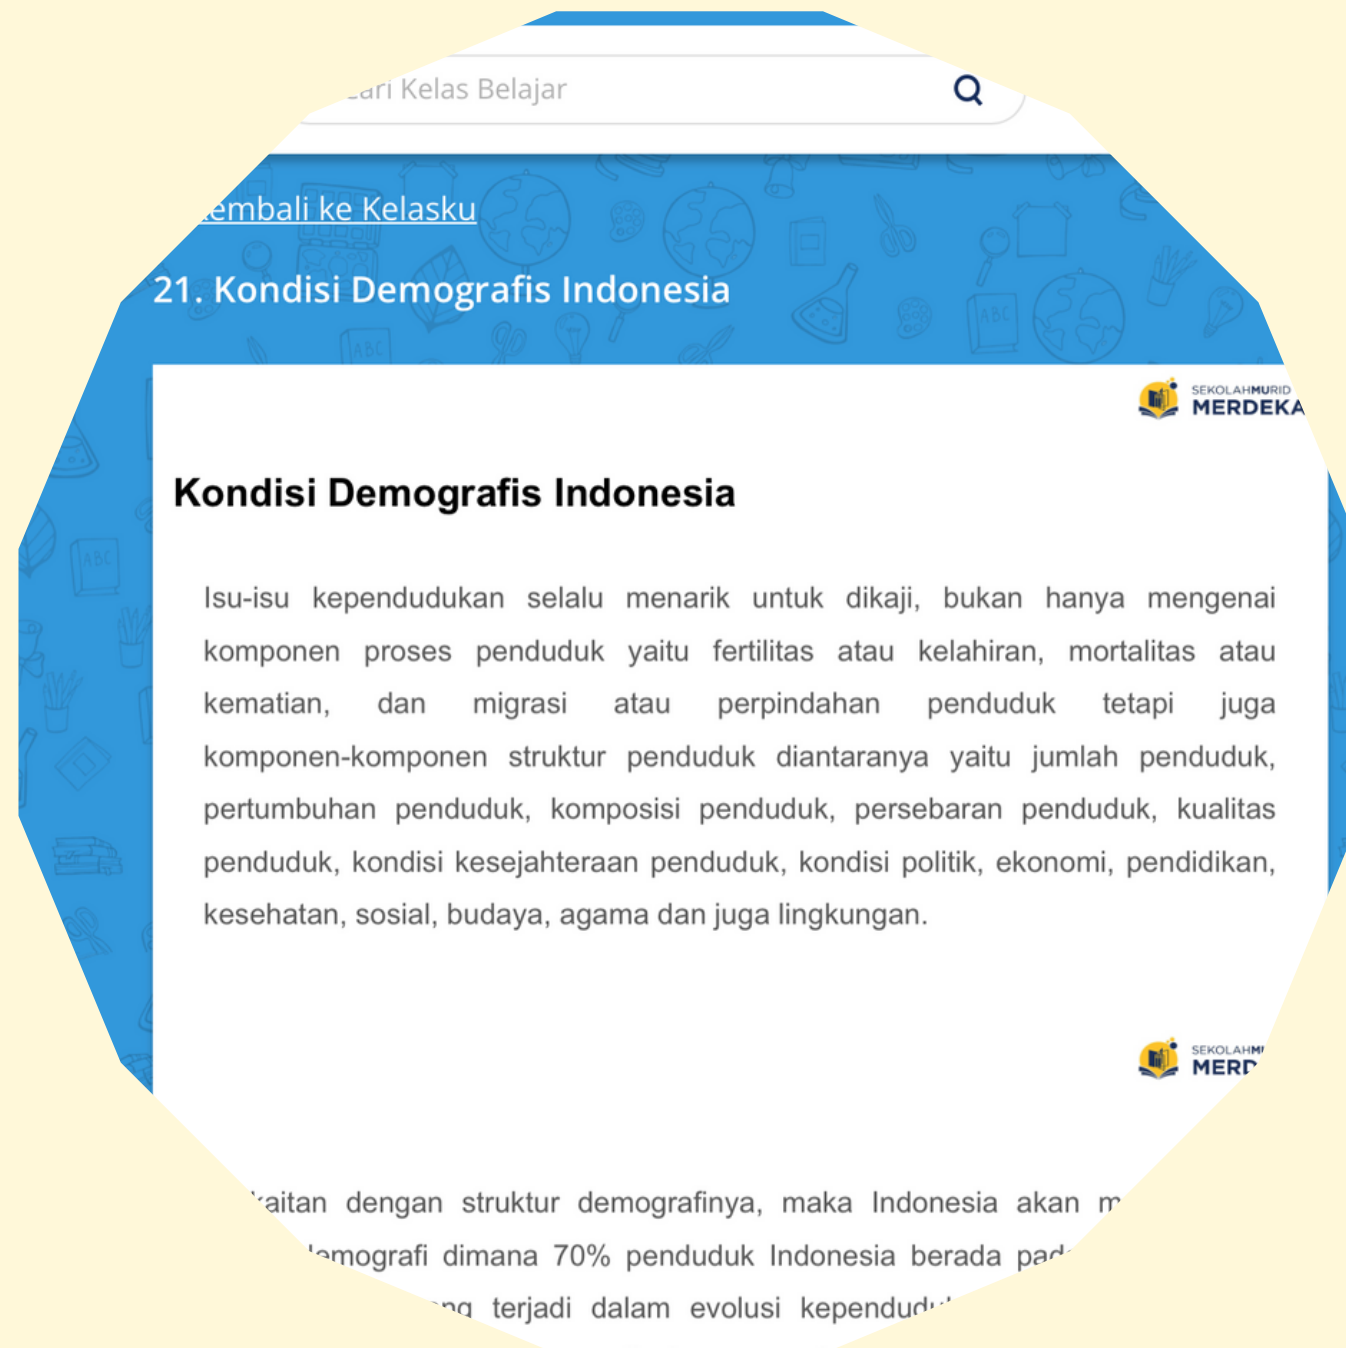 Kelas Belajar
ke Kelasku
21. Kondisi Demografis Indonesia
SEKOLAHMURID
MERDEKA
Kondisi Demografis Indonesia
Isu-isu kependudukan selalu menarik untuk dikaji, bukan hanya mengenai
komponen proses penduduk yaitu fertilitas atau kelahiran, mortalitas atau
kematian, dan migrasi atau perpindahan penduduk tetapi juga
komponen-komponen struktur penduduk diantaranya yaitu jumlah penduduk,
pertumbuhan penduduk, komposisi penduduk, persebaran penduduk, kualitas
penduduk, kondisi kesejahteraan penduduk, kondisi politik, ekonomi, pendidikan,
kesehatan, sosial, budaya, agama dan juga lingkungan.
dengan struktur demografinya, maka Indonesia akan
dimana 70% penduduk Indonesia berada
terjadi dalam evolusi